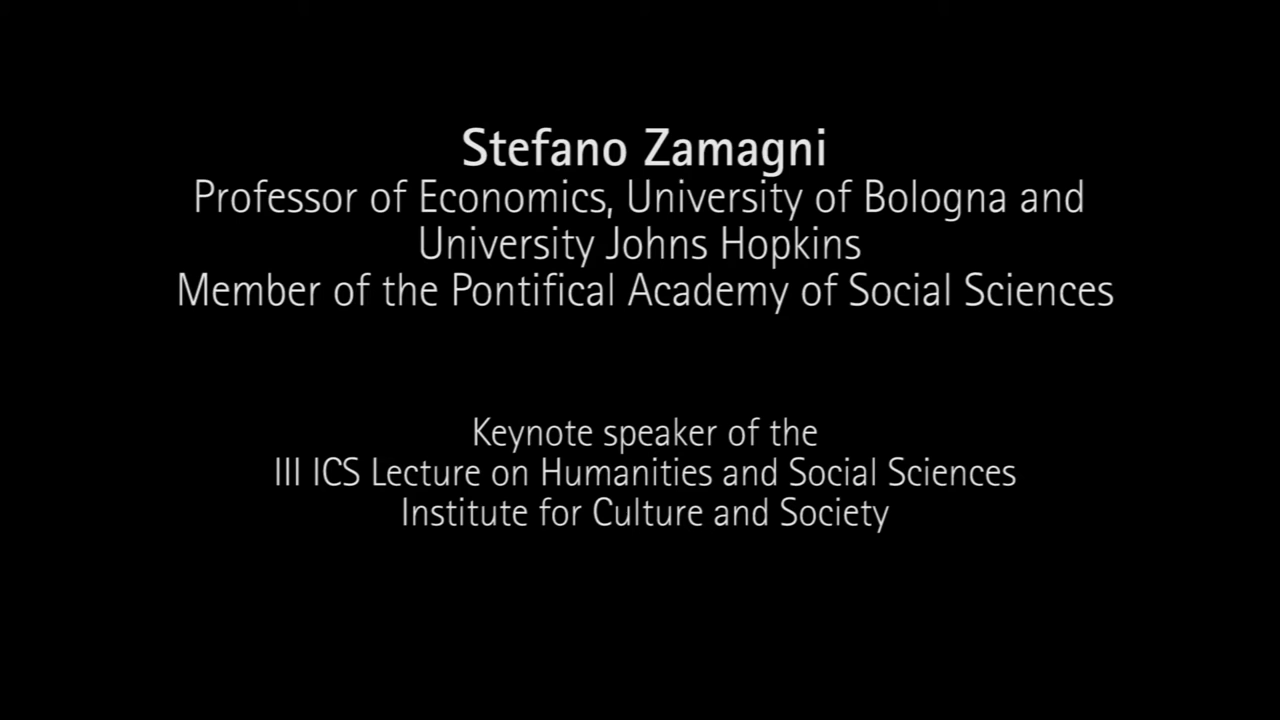 Stefano Zamagni
Professor of Economics, University of Bologna and
University Johns Hopkins
Member of the Pontifical Academy of Social Sciences
Keynote speaker of the
III ICS Lecture on Humanities and Social Sciences
Institute for Culture and Society